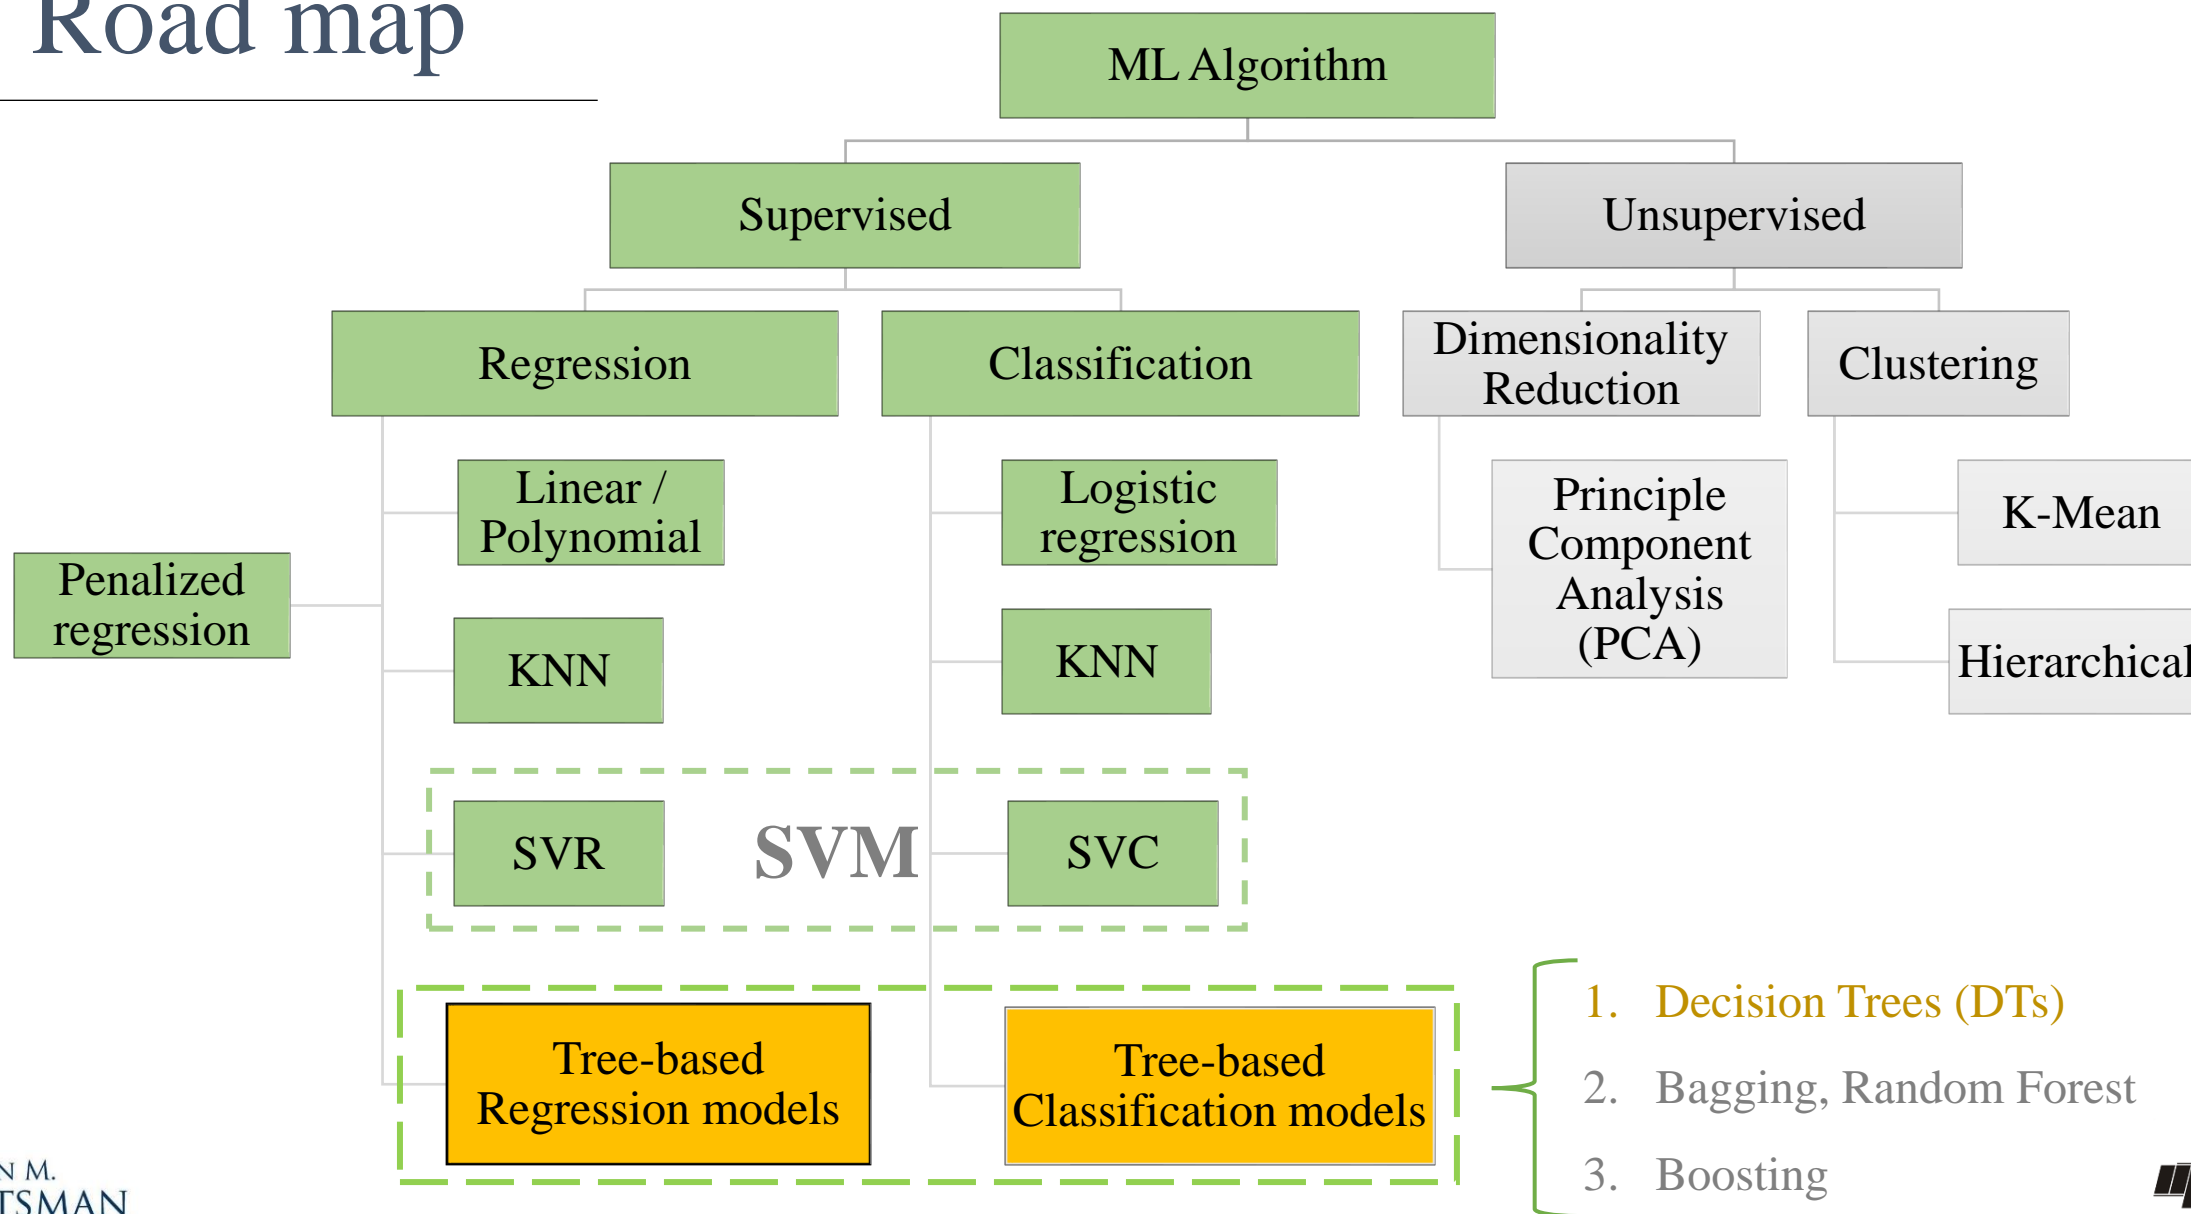 Road map
ML Algorithm
Supervised
Unsupervised
Regression
Classification
Dimensionality
Reduction
Clustering
Linear /
Polynomial
Logistic
regression
Principle
Component
Analysis
(PCA)
K-Mean
Penalized
regression
KNN
KNN
Hierarchical
SVR
SVM
SVC
Tree-based
Regression models
Tree-based
Classification models
1. Decision Trees (DTs)
2. Bagging, Random Forest
3. Boosting
N M.
TSMAN